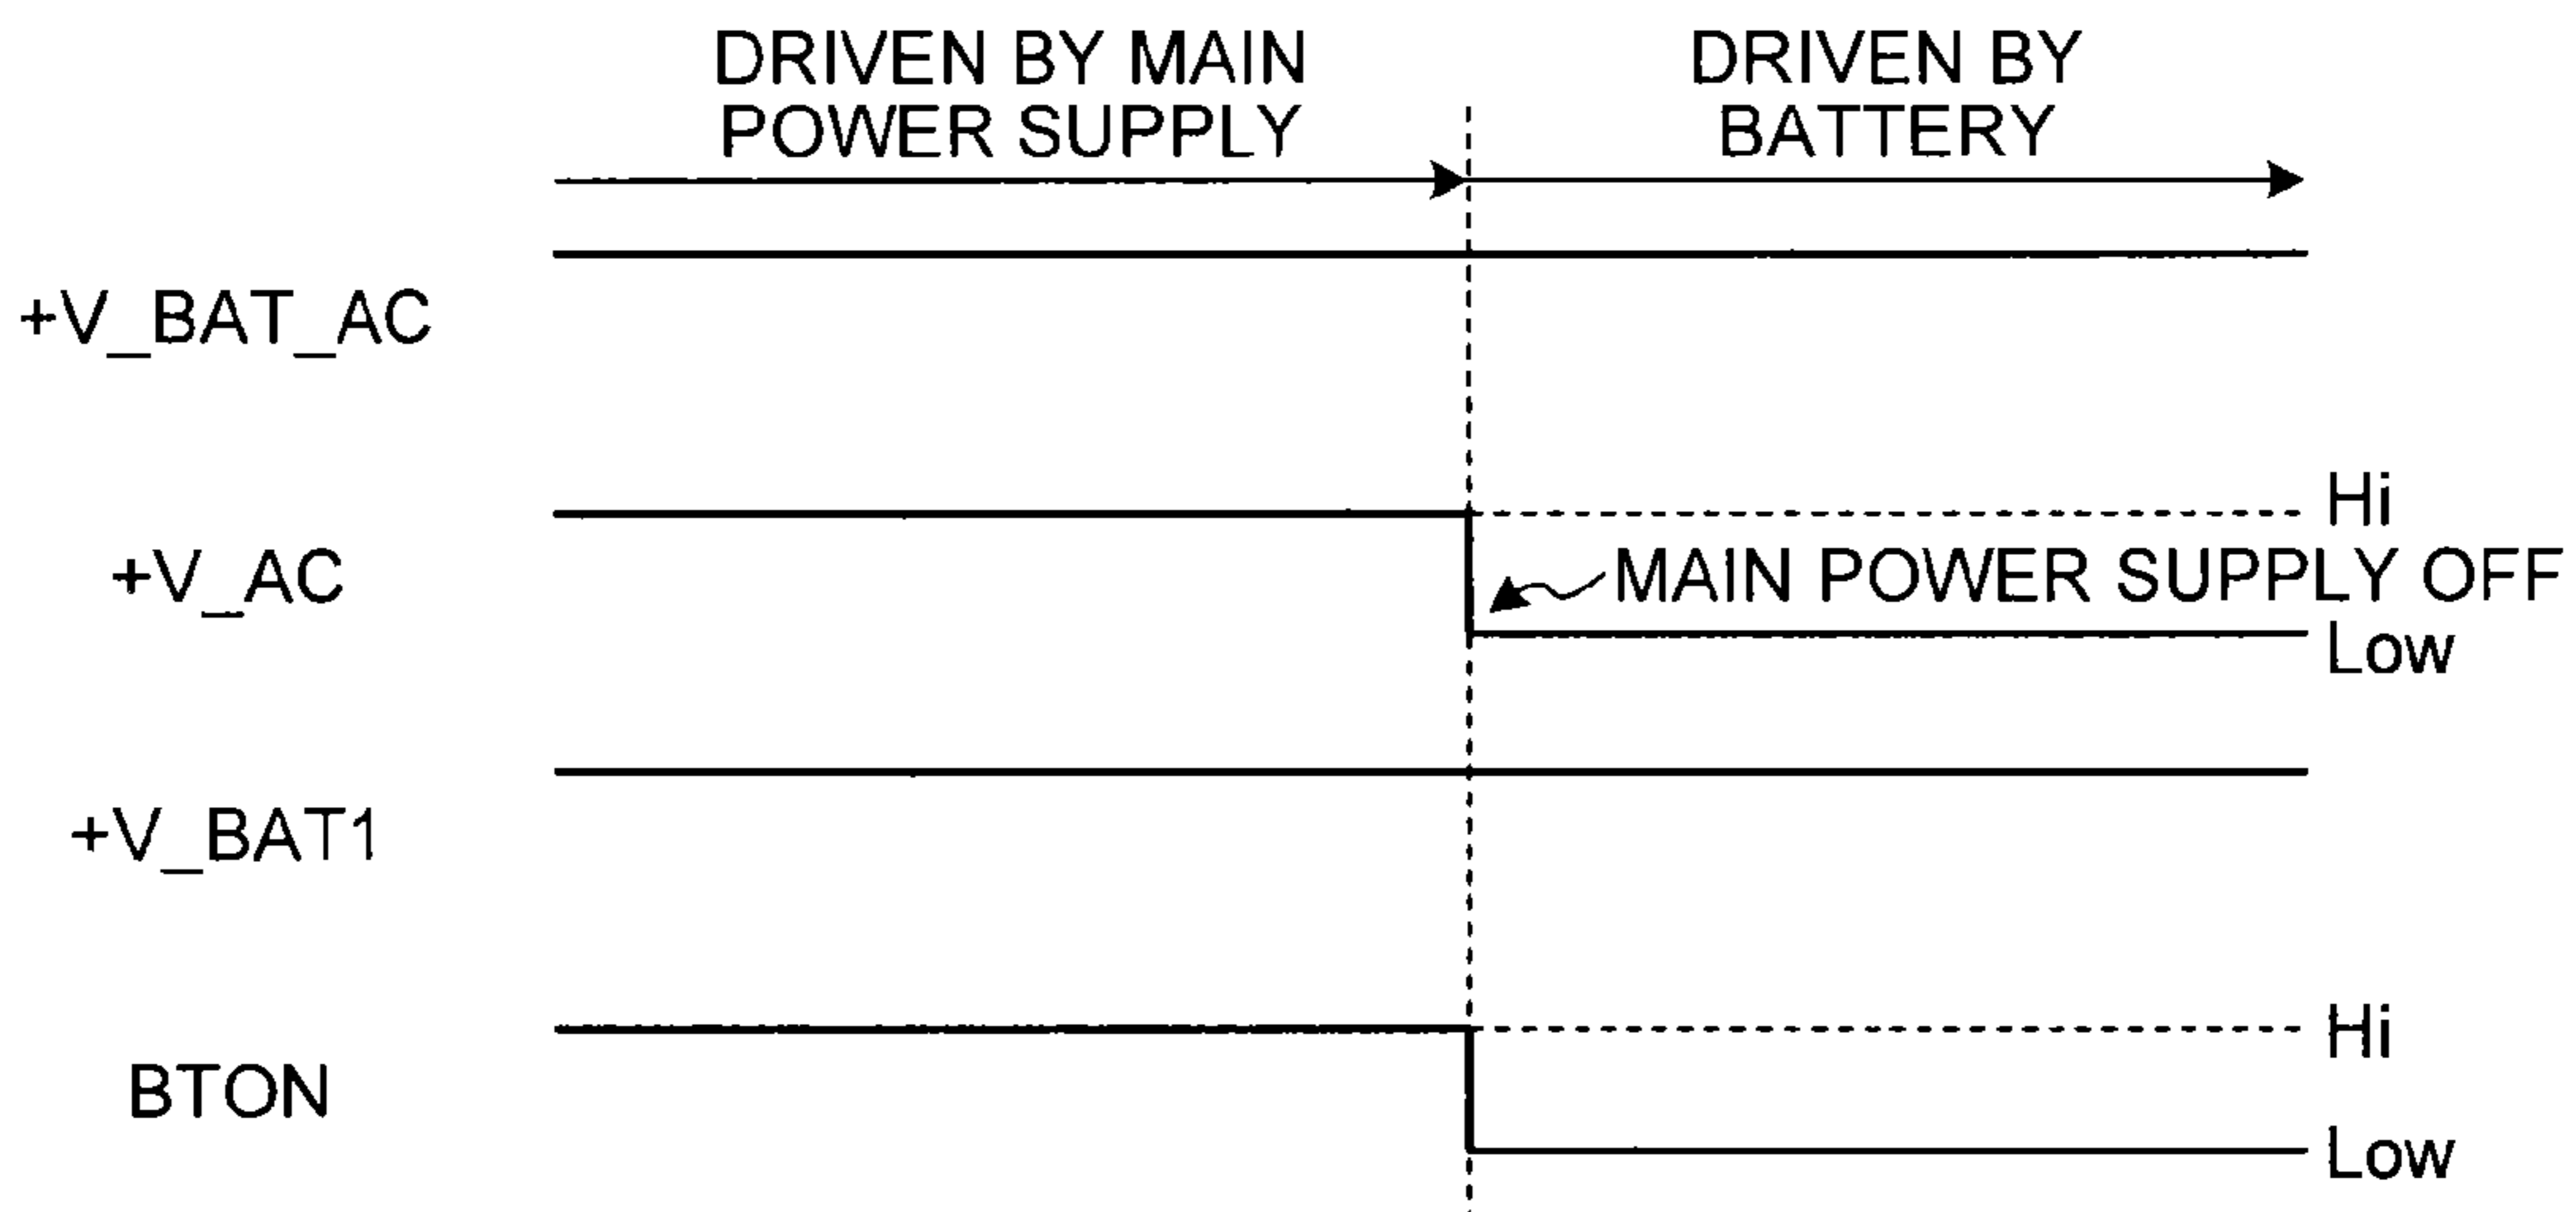 DRIVEN BY MAIN
POWER SUPPLY
DRIVEN BY
BATTERY
+V_BAT_AC
+V_AC
Hi
MAIN POWER SUPPLY OFF
Low
+V_BAT1
BTON
Hi
Low